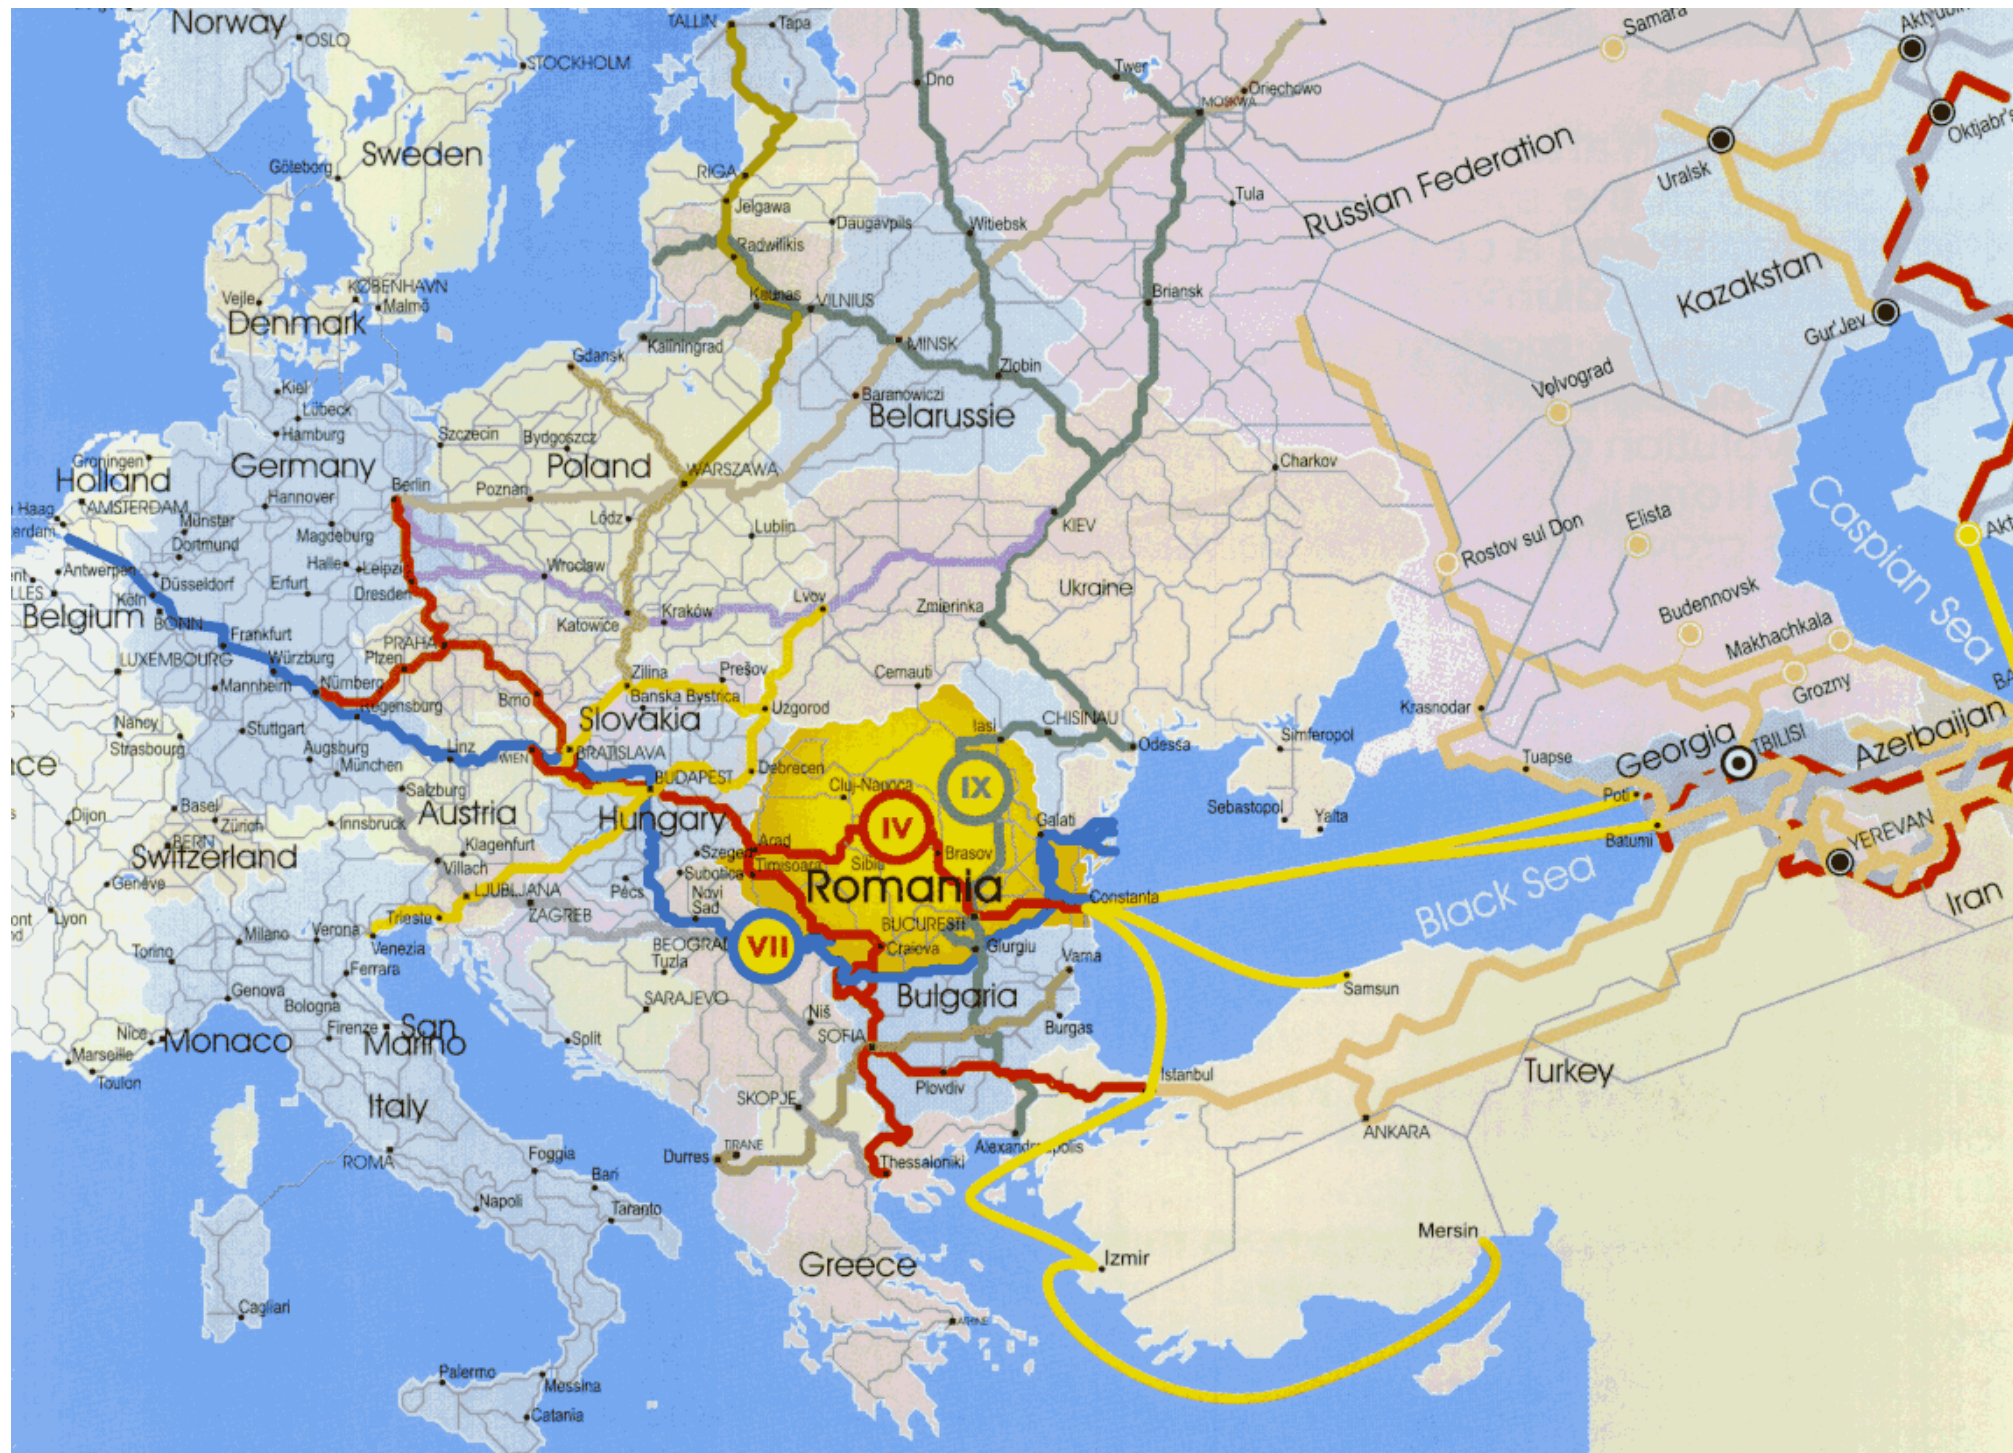 Norway
OSLO
STOCKHOLM
TALLIN
Tapa
Dno
Twer
Oriechowo
MOSKWA
Samara
Oktjabr's
Sweden
Göteborg
RIGA
Jelgawa
Daugavpils
Witiebsk
Tula
Russian Federation
Uralsk
Radwilikis
KØBENHAVN
Malmö
Vejle
Denmark
Kaunas
VILNIUS
Briansk
Kazakstan
Gur'Jev
Kaliningrad
MINSK
Gdansk
Zlobin
Kiel
Lübeck
Hamburg
Baranowiczi
Belarussie
Volvograd
Szczecin
Bydgoszcz
Groningen
Holland
Germany
Poland
WARSZAWA
Charkov
Berlin
Poznan
Hannover
AMSTERDAM
Haag
Münster
Magdeburg
Lódz
Lublin
KIEV
Elista
Caspian Sea
Dortmund
Rostov sul Don
Antwerpen
Düsseldorf
Halle
Leipzi
Erfurt
Wroclaw
Köln
Dresden
Lvov
Ukraine
Belgium
BONN
Frankfurt
Katowice
Kraków
Zmierinka
Budennovsk
PRAHA
Makhachkala
LUXEMBOURG
Würzburg
Plzen
Mannheim
Nürnberg
Zilina
Prešov
Cernauti
Grozny
Brno
Banska Bystrica
Regensburg
Slovakia
Uzgorod
Iasi
CHISINAU
Krasnodar
Nancy
Strasbourg
Stuttgart
Augsburg
München
Linz
WIEN
BRATISLAVA
Odessa
Simferopol
Tuapse
Georgia
TBILISI
Azerbaijan
BUDAPEST
Debrecen
Cluj-Napoca
IX
Salzburg
Austria
Hungary
IV
Galati
Sebastopol
Yalta
Poti
Batumi
YEREVAN
Dijon
Basel
Zürich
Innsbruck
BERN
Switzerland
Klagenfurt
Villach
Arad
Szeged
Timisoara
Sibiu
Brasov
Genéve
Subotica
Romania
Constanta
Black Sea
Iran
LJUBLJANA
Pécs
Novi
Sad
Lyon
Trieste
ZAGREB
BUCURESTI
Verona
Milano
Venezia
Torino
BEOGRAD
VII
Craiova
Giurgiu
Varna
Tuzla
Ferrara
Genova
Bologna
SARAJEVO
Bulgaria
Samsun
Nice
Monaco
Firenze
San
Marino
Split
Niš
SOFIA
Burgas
Marseille
Toulon
Plovdiv
Istanbul
Turkey
Italy
SKOPJE
ANKARA
ROMA
Foggia
Bari
Durres
TIRANE
Thessaloniki
Alexandropolis
Napoli
Taranto
Greece
Izmir
Mersin
Cagliari
Palermo
Messina
Catania